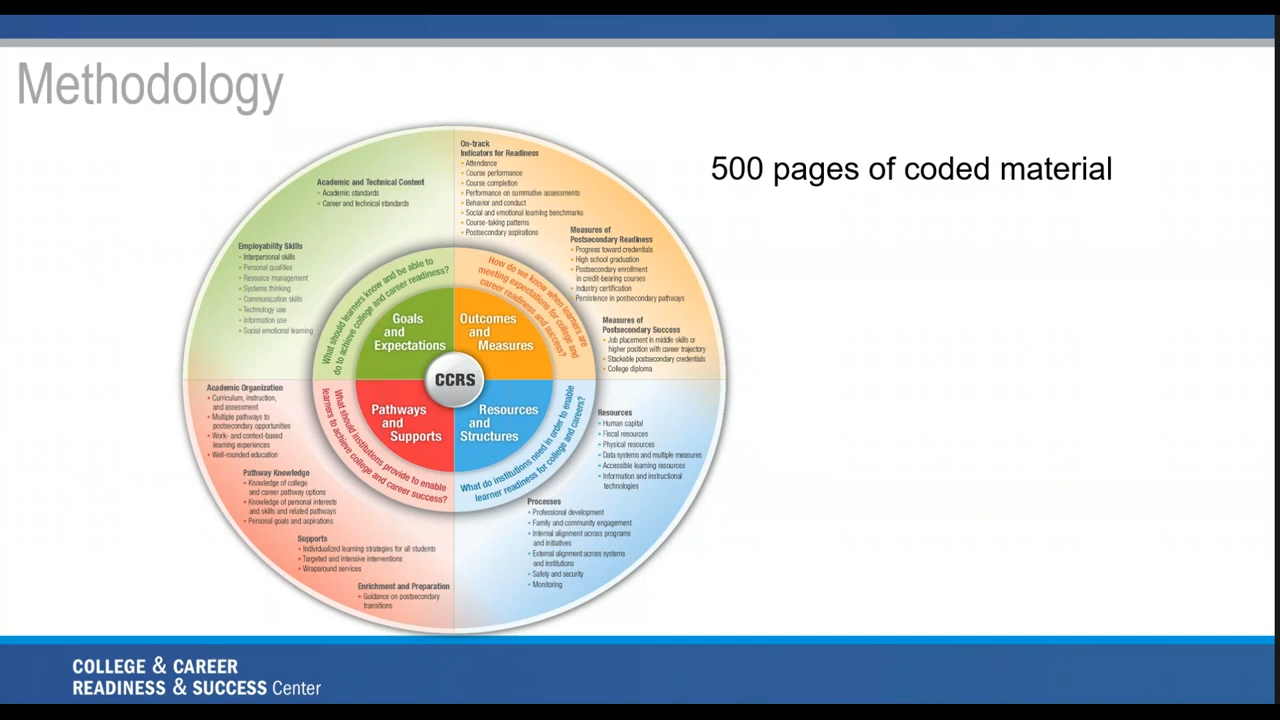 Methodology
500 pages of coded material
Academic and Technical Content
• Academic standards
• Career and technical standards
Employability Skills
• Interpersonal skills
• Personal qualities
• Resource management
• Systems thinking
• Communication skills
• Technology use
• Information use
• Social emotional learning
What should learners know and be able to
do to achieve college and career readiness?
Goals
and
Expectations
On-track
Indicators for Readiness
• Attendance
• Course performance
• Course completion
• Performance on summative assessments
• Behavior and conduct
• Social and emotional learning benchmarks
• Course-taking patterns
• Postsecondary aspirations
Measures of
Postsecondary Readiness
• Progress toward credentials
• High school graduation
• Postsecondary enrollment
in credit-bearing courses
• Industry certification
• Persistence in postsecondary pathways
Measures of
Postsecondary Success
• Job placement in middle skills or
higher position with career trajectory
• Stackable postsecondary credentials
• College diploma
How do we know when learners are
meeting expectations for college and
career readiness and success?
Outcomes
and
Measures
CCRS
Academic Organization
• Curriculum, instruction,
and assessment
• Multiple pathways to
postsecondary opportunities
• Work- and context-based
learning experiences
• Well-rounded education
Pathway Knowledge
• Knowledge of college
and career pathway options
• Knowledge of personal interests
and skills and related pathways
• Personal goals and aspirations
Supports
• Individualized learning strategies for all students
• Targeted and intensive interventions
• Wraparound services
Enrichment and Preparation
• Guidance on postsecondary
transitions
What should institutions provide to enable
learners to achieve college and career success?
Pathways
and
Supports
Resources
and
Structures
What do institutions need in order to enable
learner readiness for college and careers?
Resources
• Human capital
• Fiscal resources
• Physical resources
• Data systems and multiple measures
• Accessible learning resources
• Information and instructional
technologies
Processes
• Professional development
• Family and community engagement
• Internal alignment across programs
and initiatives
• External alignment across systems
and institutions
• Safety and security
• Monitoring
COLLEGE & CAREER
READINESS & SUCCESS Center